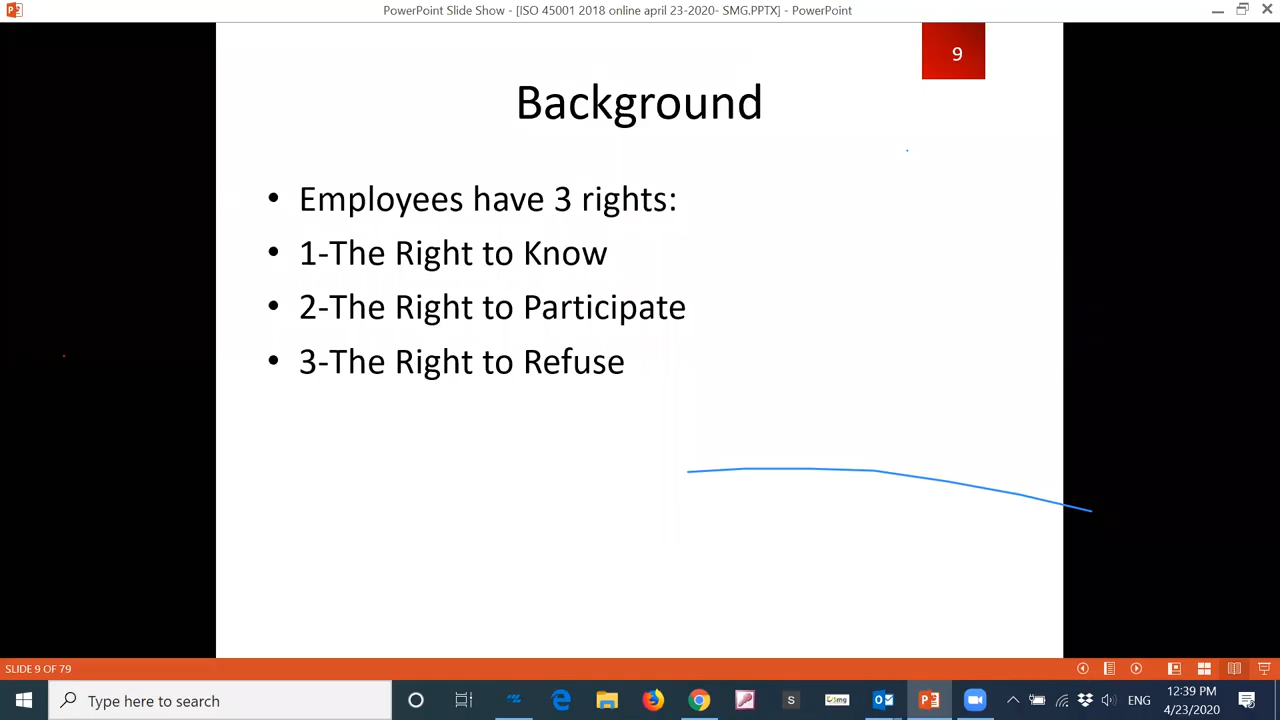 PowerPoint Slide Show - [ISO 45001 2018 online april 23-2020- SMG.PPTX] - PowerPoint
9
Background
• Employees have 3 rights:
• 1-The Right to Know
• 2-The Right to Participate
• 3-The Right to Refuse
SLIDE 9 OF 79
Type here to search
ENG
12:39 PM
4/23/2020